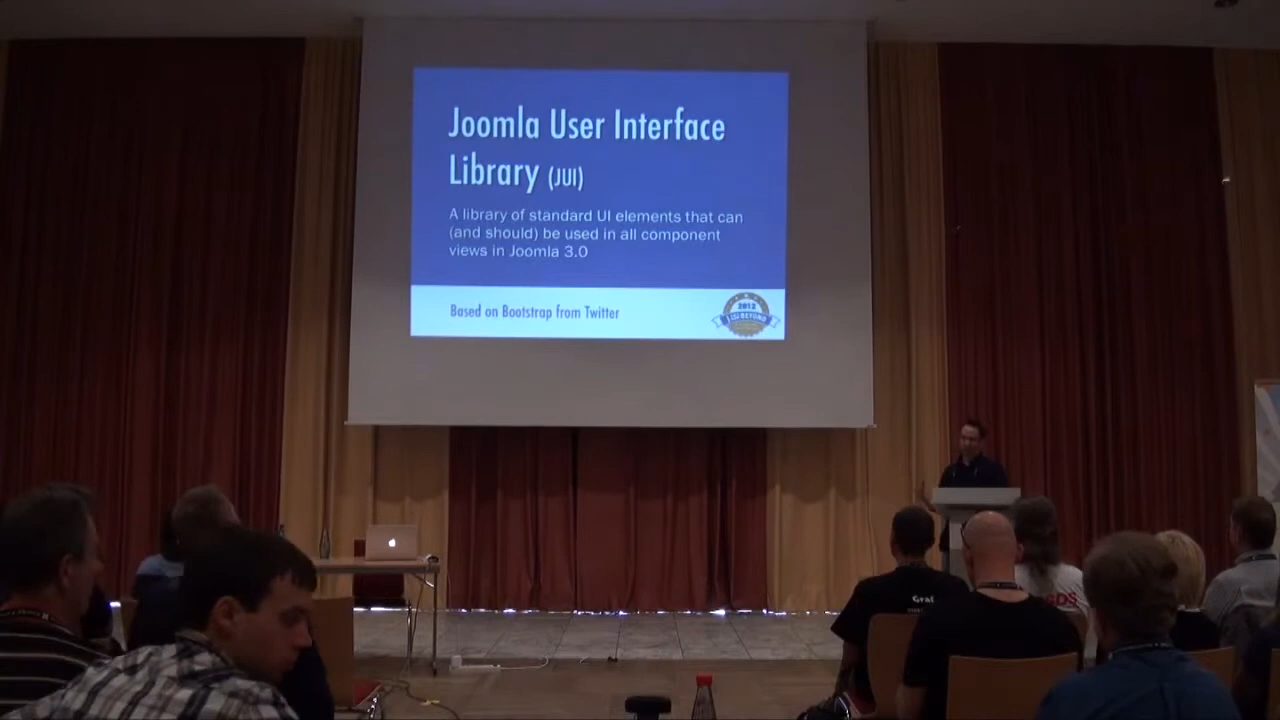 Joomla User Interface
Library (JUI)
A library of standard UI elements that can
(and should) be used in all component
views in Joomla 3.0
Based on Bootstrap from Twitter
2012
BEYOND